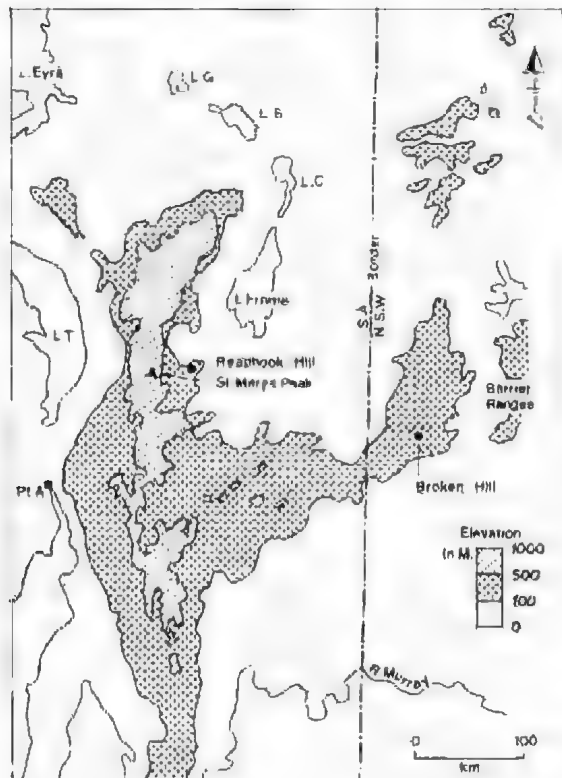 L. Eyre
L G
L B
L.C
L Frome
L T
Border
S.A
N S.W
Reaphook Hill
St Marys Peak
Barrier
Ranges
Pt A
Broken Hill
Elevation
(n M.
1000
500
100
0
R Murray
0 100
km